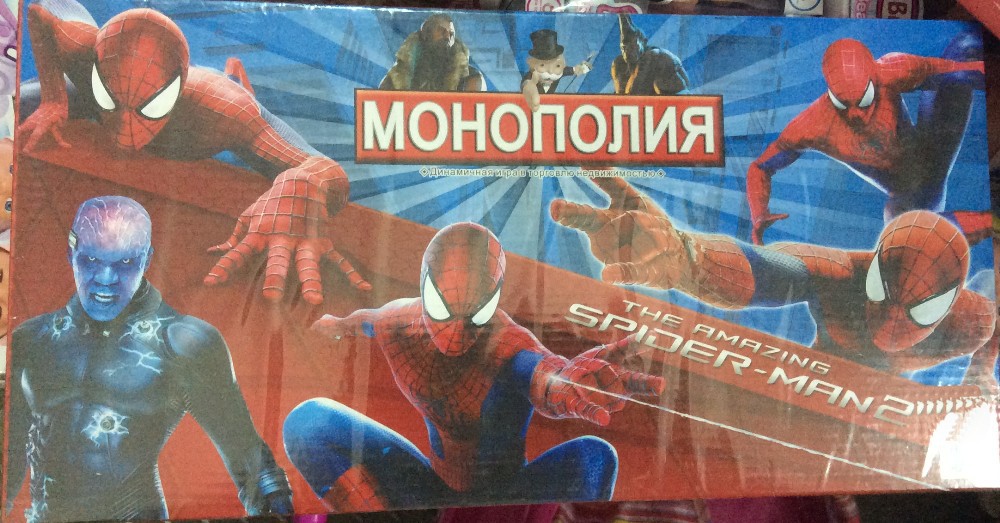 МОНОПОЛИЯ
Динамичная игра в торговлю недвижимостью
THE AMAZING
SPIDER-MAN 2